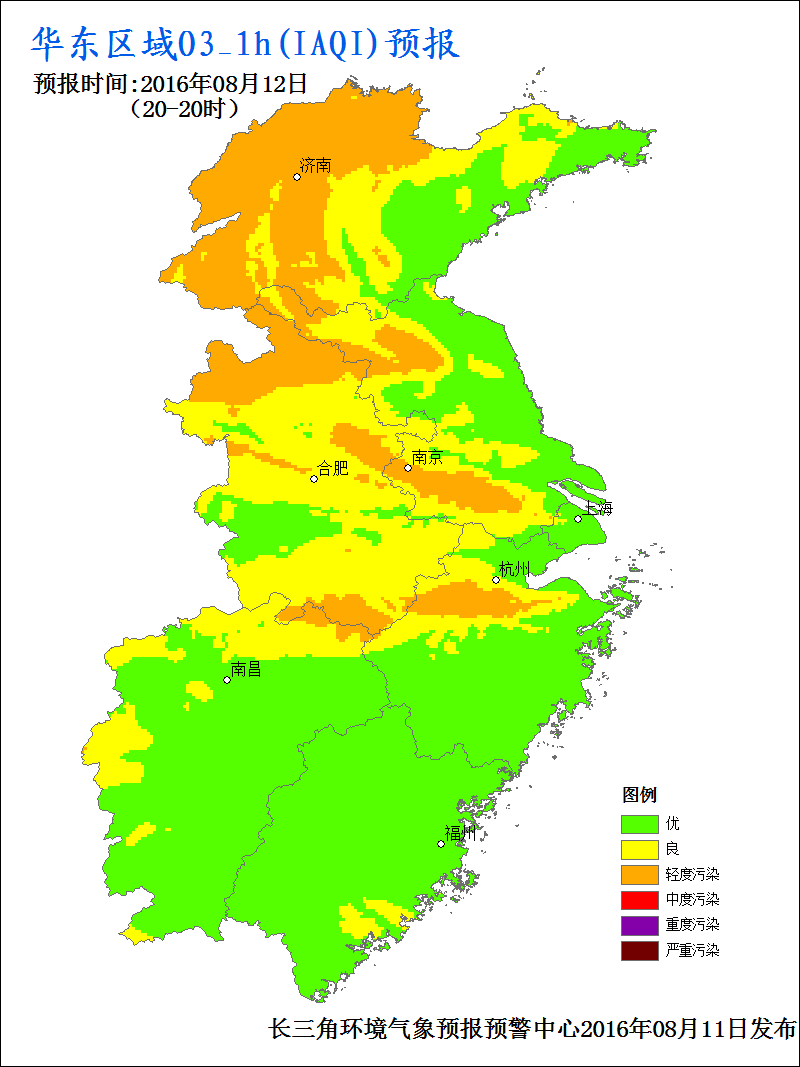 华东区域O3_1h(IAQI)预报
预报时间:2016年08月12日
(20-20时)
济南
南京
合肥
上海
杭州
南昌
福州
图例
优
良
轻度污染
中度污染
重度污染
严重污染
长三角环境气象预报预警中心2016年08月11日发布